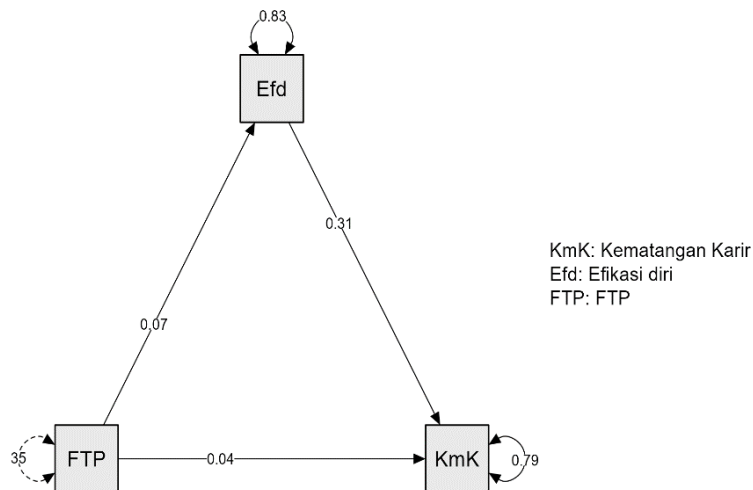 0.83
Efd
0.31
KmK: Kematangan Karir
Efd: Efikasi diri
FTP: FTP
0.07
35
FTP
0.04
KmK
0.79